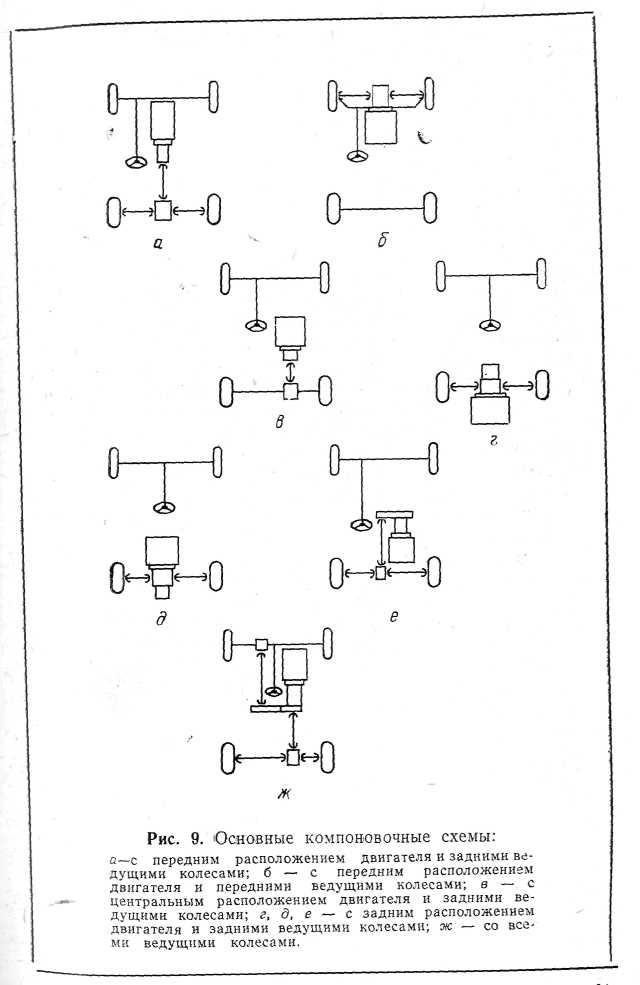 а
б
в
г
д
е
ж
Рис. 9. Основные компоновочные схемы:
а—с передним расположением двигателя и задними ве-
дущими колесами; б — с передним расположением
двигателя и передними ведущими колесами; в — с
центральным расположением двигателя и задними ве-
дущими колесами; г, д, е — с задним расположением
двигателя и задними ведущими колесами; ж — со все-
ми ведущими колесами.